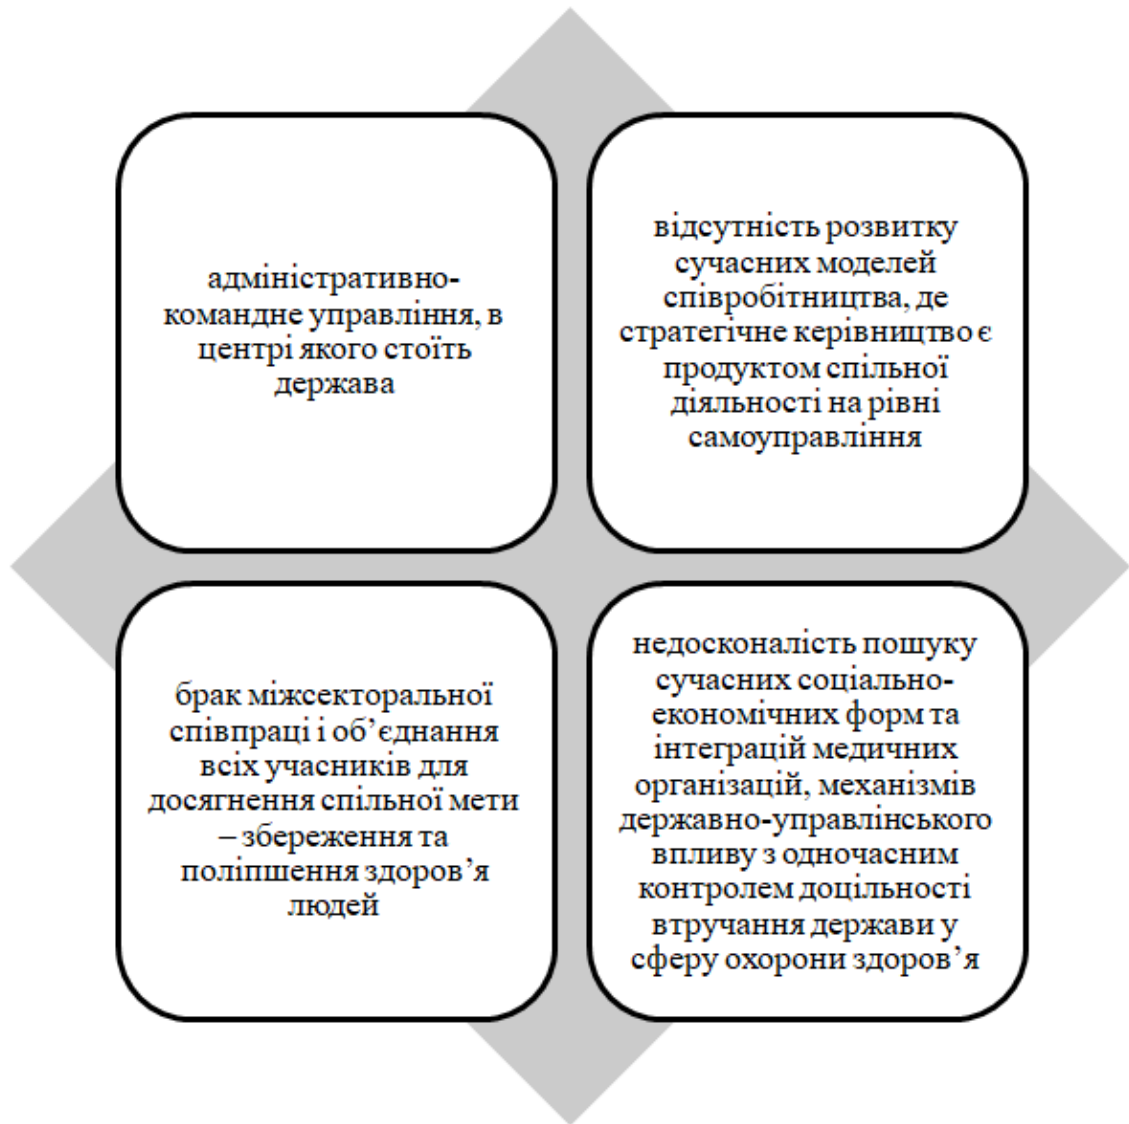 адміністративно-
командне управління, в
центрі якого стоїть
держава
відсутність розвитку
сучасних моделей
співробітництва, де
стратегічне керівництво є
продуктом спільної
діяльності на рівні
самоуправління
брак міжсекторальної
співпраці і об’єднання
всіх учасників для
досягнення спільної мети
– збереження та
поліпшення здоров’я
людей
недосконалість пошуку
сучасних соціально-
економічних форм та
інтеграцій медичних
організацій, механізмів
державно-управлінського
впливу з одночасним
контролем доцільності
втручання держави у
сферу охорони здоров’я